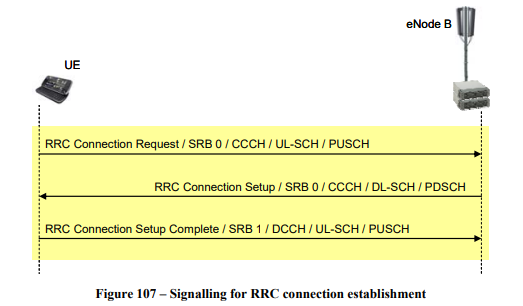 eNode B
UE
RRC Connection Request / SRB 0 / CCCH / UL-SCH / PUSCH
RRC Connection Setup / SRB 0 / CCCH / DL-SCH / PDSCH
RRC Connection Setup Complete / SRB 1 / DCCH / UL-SCH / PUSCH
Figure 107 – Signalling for RRC connection establishment